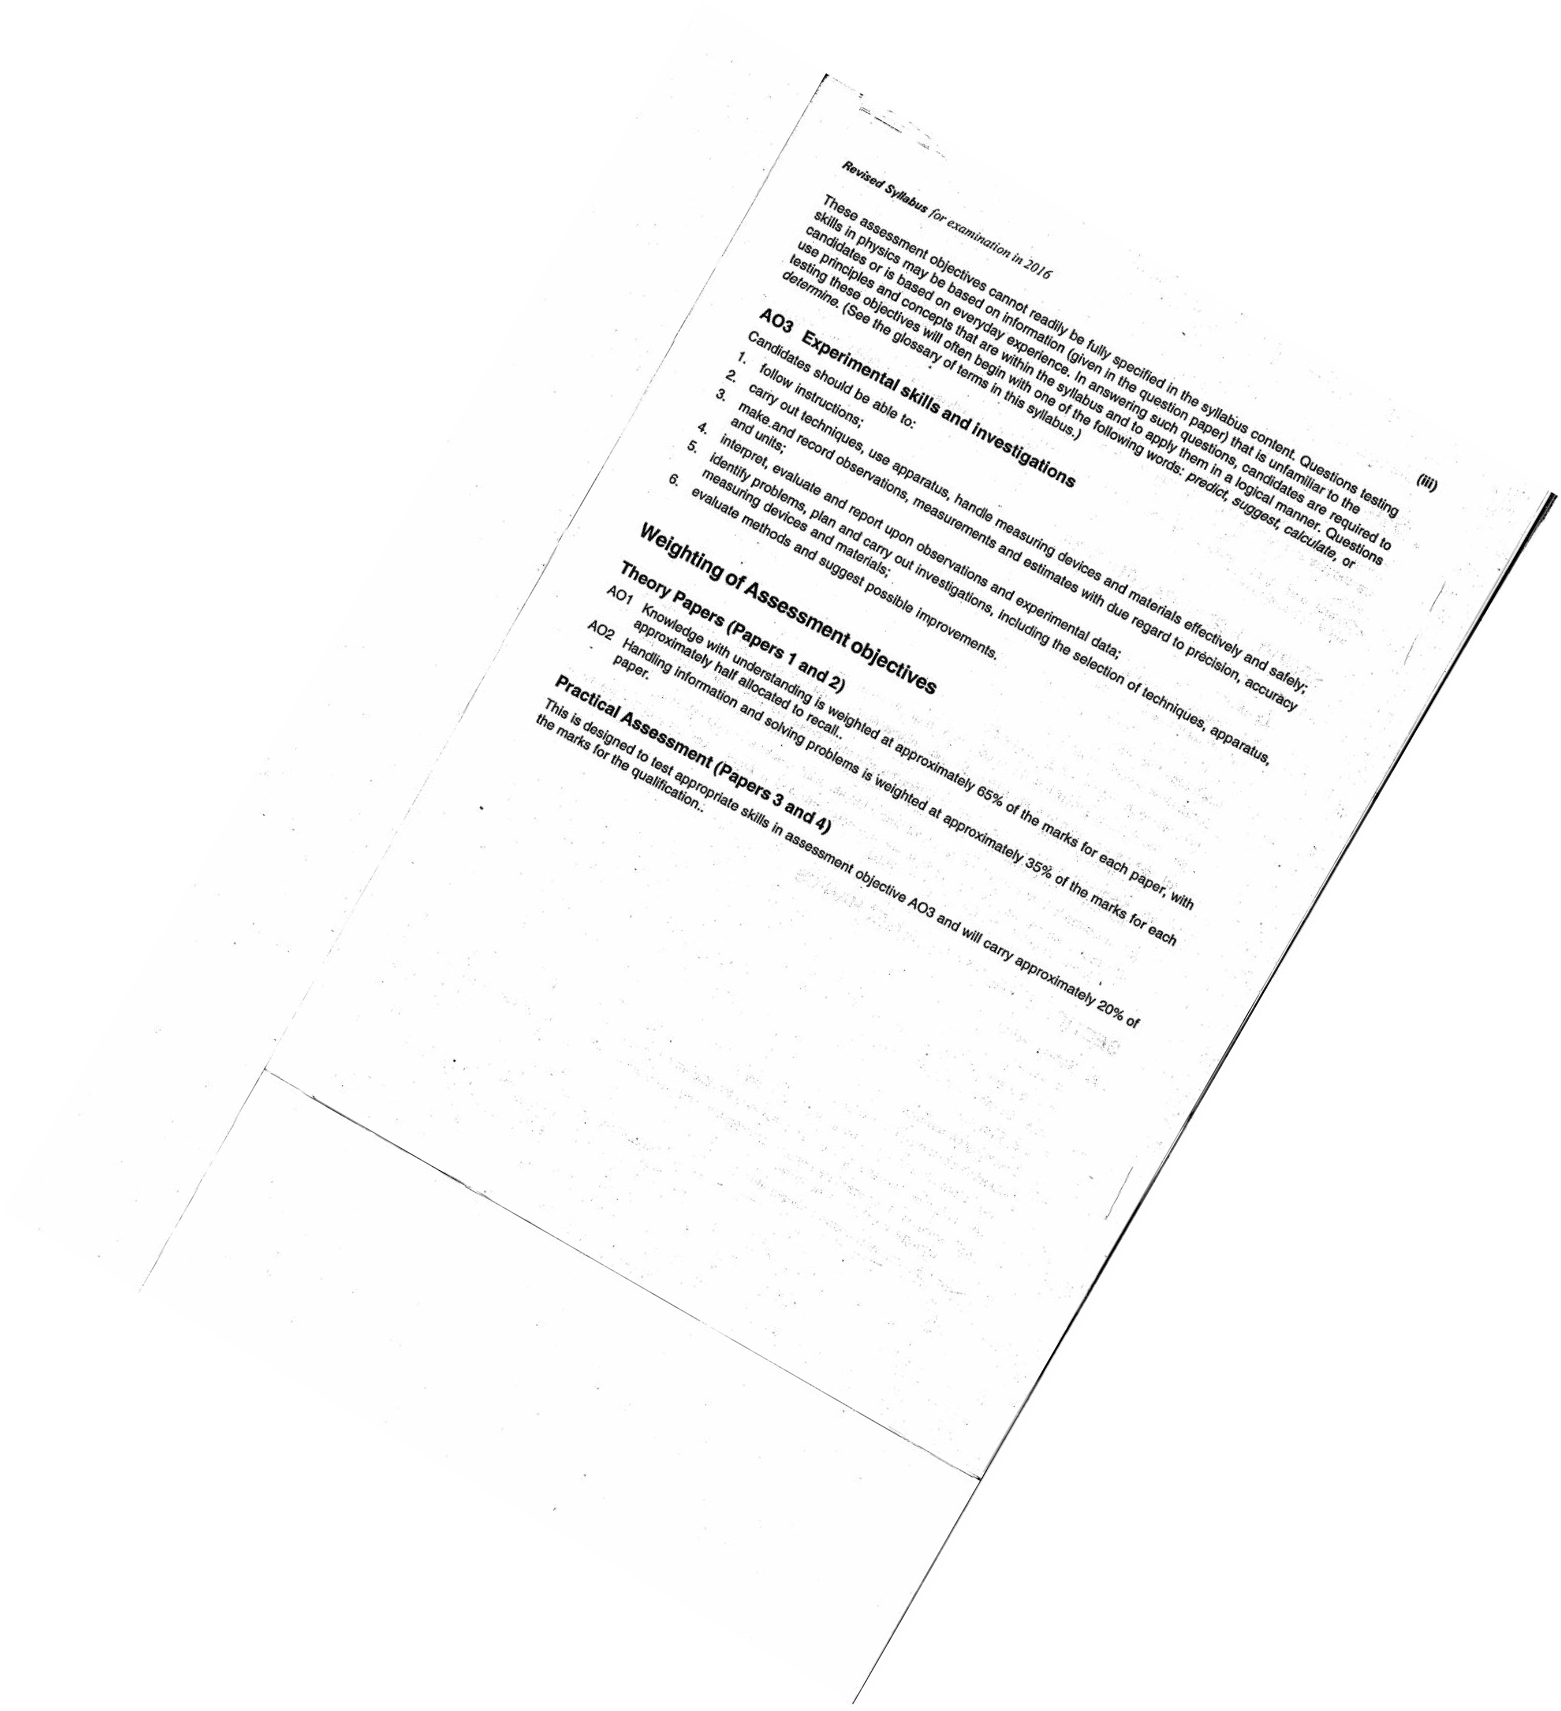 Revised Syllabus for examination in 2016
(iii)
These assessment objectives cannot readily be fully specified in the syllabus content. Questions testing
skills in physics may be based on information (given in the question paper) that is unfamiliar to the
candidates or is based on everyday experience. In answering such questions, candidates are required to
use principles and concepts that are within the syllabus and to apply them in a logical manner. Questions
testing these objectives will often begin with one of the following words: predict, suggest, calculate, or
determine. (See the glossary of terms in this syllabus.)
AO3 Experimental skills and investigations
Candidates should be able to:
1. follow instructions;
2. carry out techniques, use apparatus, handle measuring devices and materials effectively and safely;
3. make and record observations, measurements and estimates with due regard to precision, accuracy
and units;
4. interpret, evaluate and report upon observations and experimental data;
5. identify problems, plan and carry out investigations, including the selection of techniques, apparatus,
measuring devices and materials;
6. evaluate methods and suggest possible improvements.
Weighting of Assessment objectives
Theory Papers (Papers 1 and 2)
AO1 Knowledge with understanding is weighted at approximately 65% of the marks for each paper, with
approximately half allocated to recall..
AO2 Handling information and solving problems is weighted at approximately 35% of the marks for each
paper.
Practical Assessment (Papers 3 and 4)
This is designed to test appropriate skills in assessment objective AO3 and will carry approximately 20% of
the marks for the qualification..